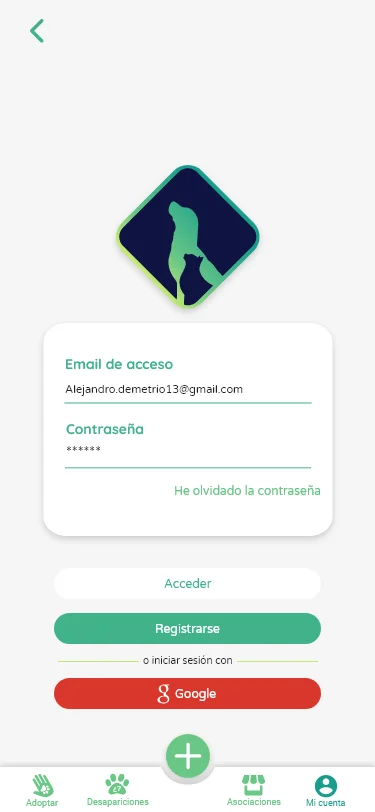 Email de acceso
Alejandro.demetrio13@gmail.com
Contraseña
******
He olvidado la contraseña
Acceder
Registrarse
o iniciar sesión con
g Google
¿?
Adoptar
Desapariciones
Asociaciones
Mi cuenta